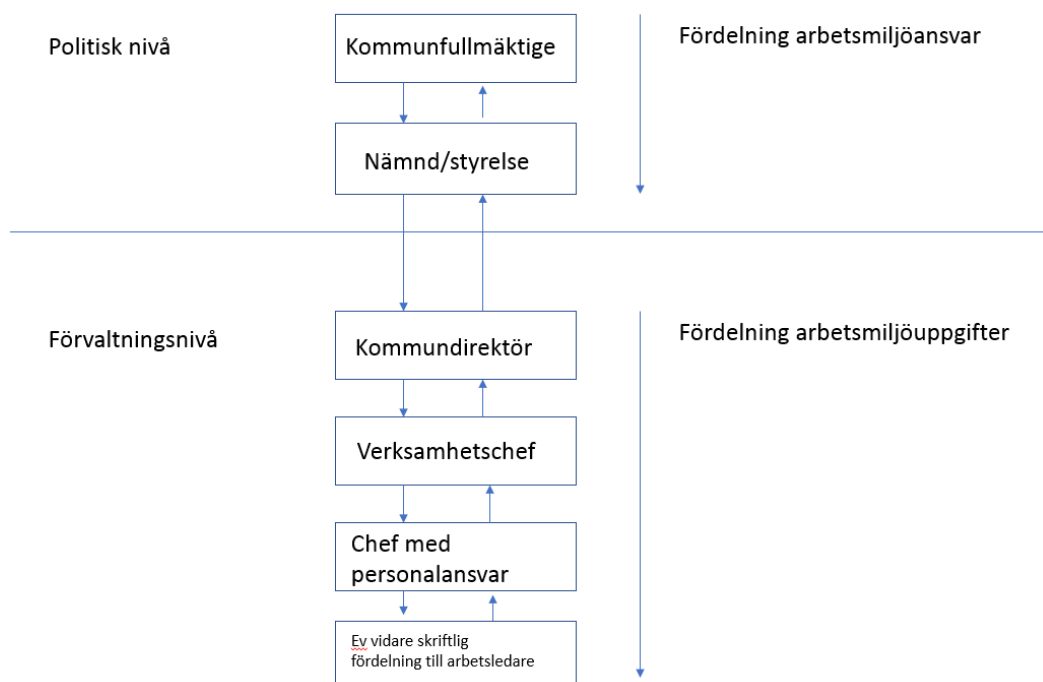 Politisk nivå
Kommunfullmäktige
Fördelning arbetsmiljöansvar
Nämnd/styrelse
Förvaltningsnivå
Kommundirektör
Fördelning arbetsmiljöuppgifter
Verksamhetschef
Chef med
personalansvar
Ev vidare skriftlig
fördelning till arbetsledare